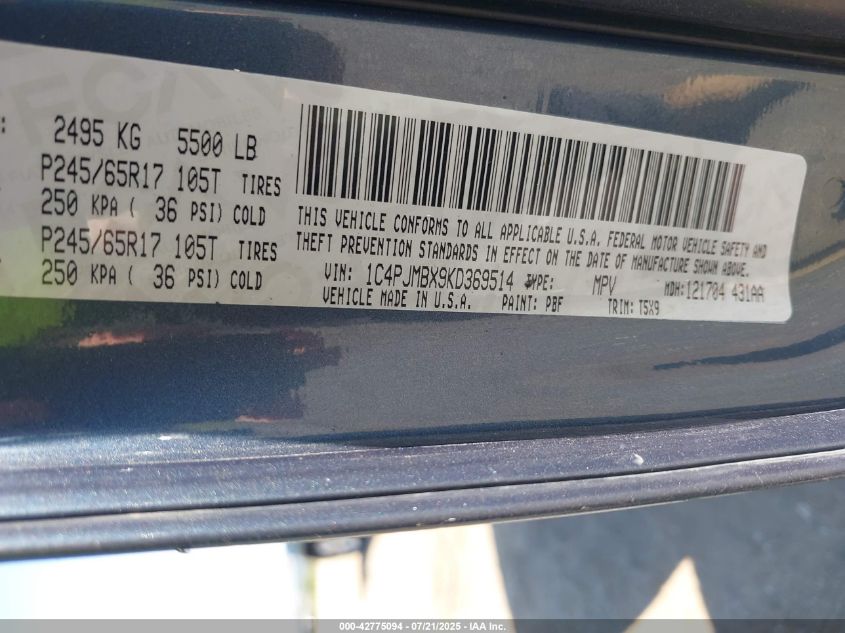 2495 KG 5500 LB
P245/65R17 105T TIRES
250 KPA ( 36 PSI) COLD
P245/65R17 105T TIRES
250 KPA ( 36 PSI) COLD
THIS VEHICLE CONFORMS TO ALL APPLICABLE U.S.A. FEDERAL MOTOR VEHICLE SAFETY AND
THEFT PREVENTION STANDARDS IN EFFECT ON THE DATE OF MANUFACTURE SHOWN ABOVE.
VIN: 1C4PJMBX9KD369514 TYPE: MPV MDH:121704 431AA
VEHICLE MADE IN U.S.A. PAINT: PBF TRIM: T5X9
000-42775094 - 07/21/2025 - IAA Inc.